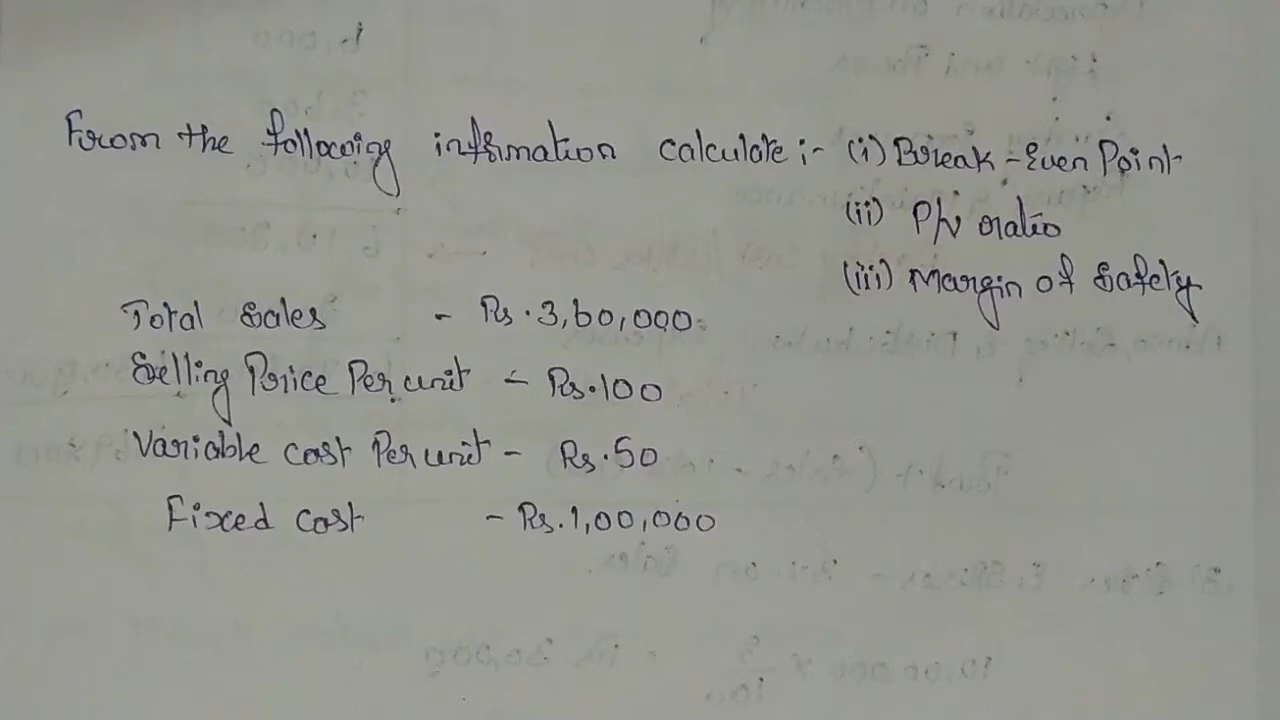 From the following information calculate :- (i) Break-Even Point
(ii) P/V ratio
(iii) Margin of Safety
Total Sales - Rs.3,60,000
Selling Price Per unit - Rs.100
Variable cost Per unit - Rs.50
Fixed cost - Rs.1,00,000